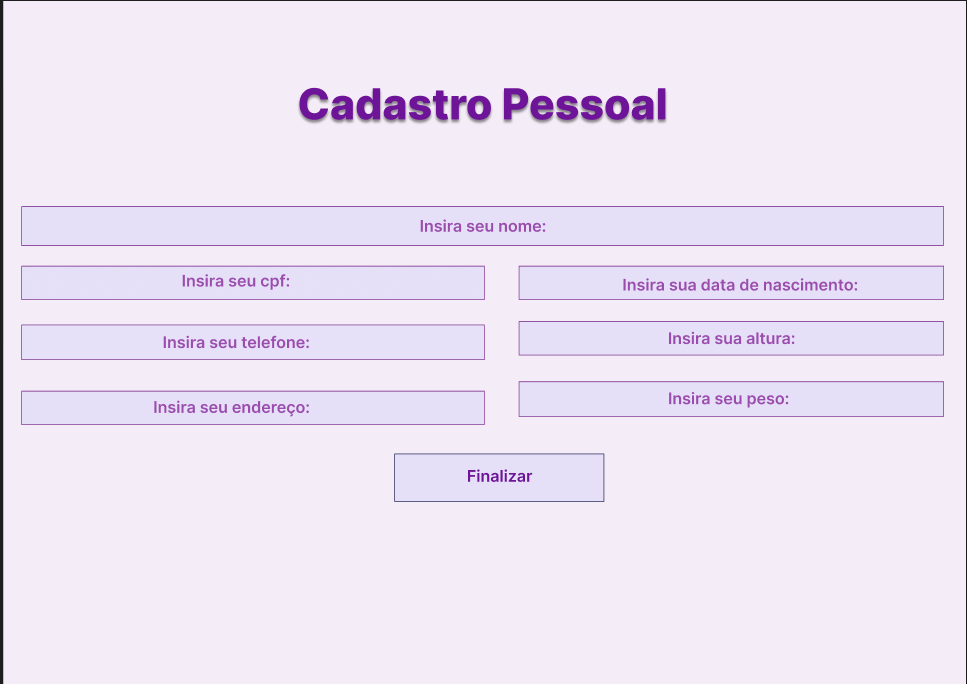 Cadastro Pessoal
Insira seu nome:
Insira seu cpf:
Insira sua data de nascimento:
Insira seu telefone:
Insira sua altura:
Insira seu endereço:
Insira seu peso:
Finalizar